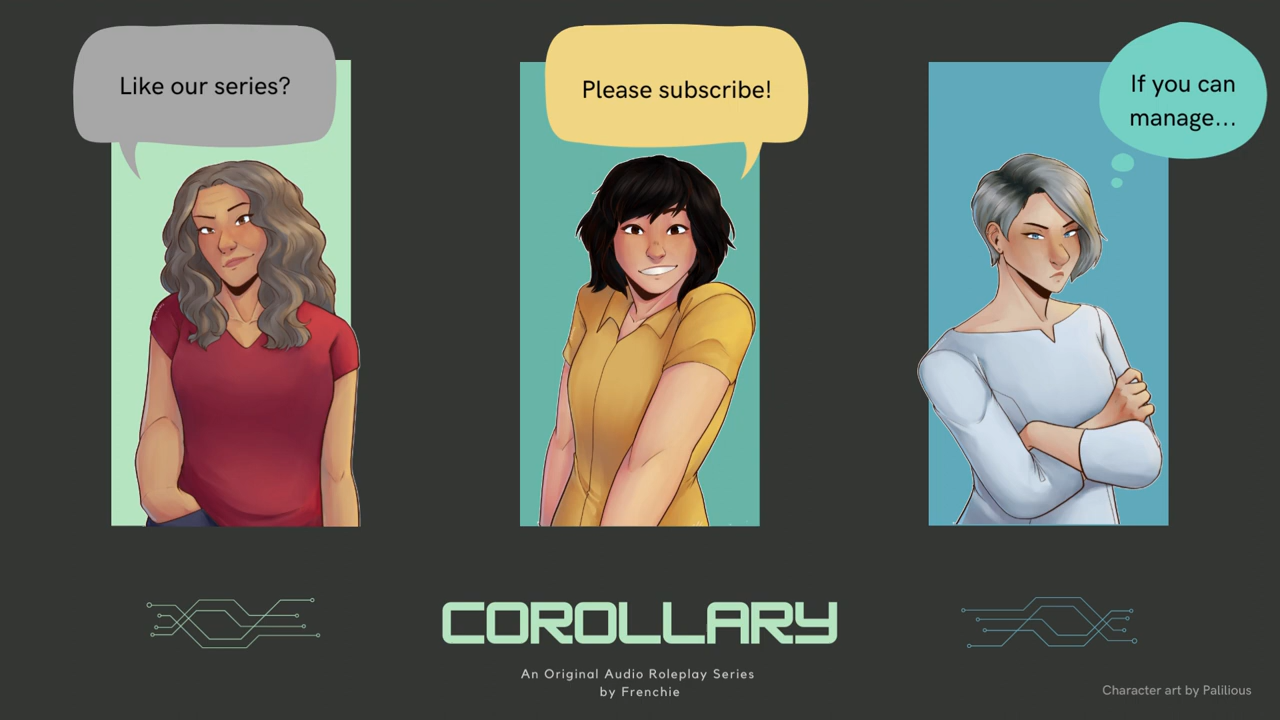 Like our series?
Please subscribe!
If you can
manage...
COROLLARY
An Original Audio Roleplay Series
by Frenchie
Character art by Palilious